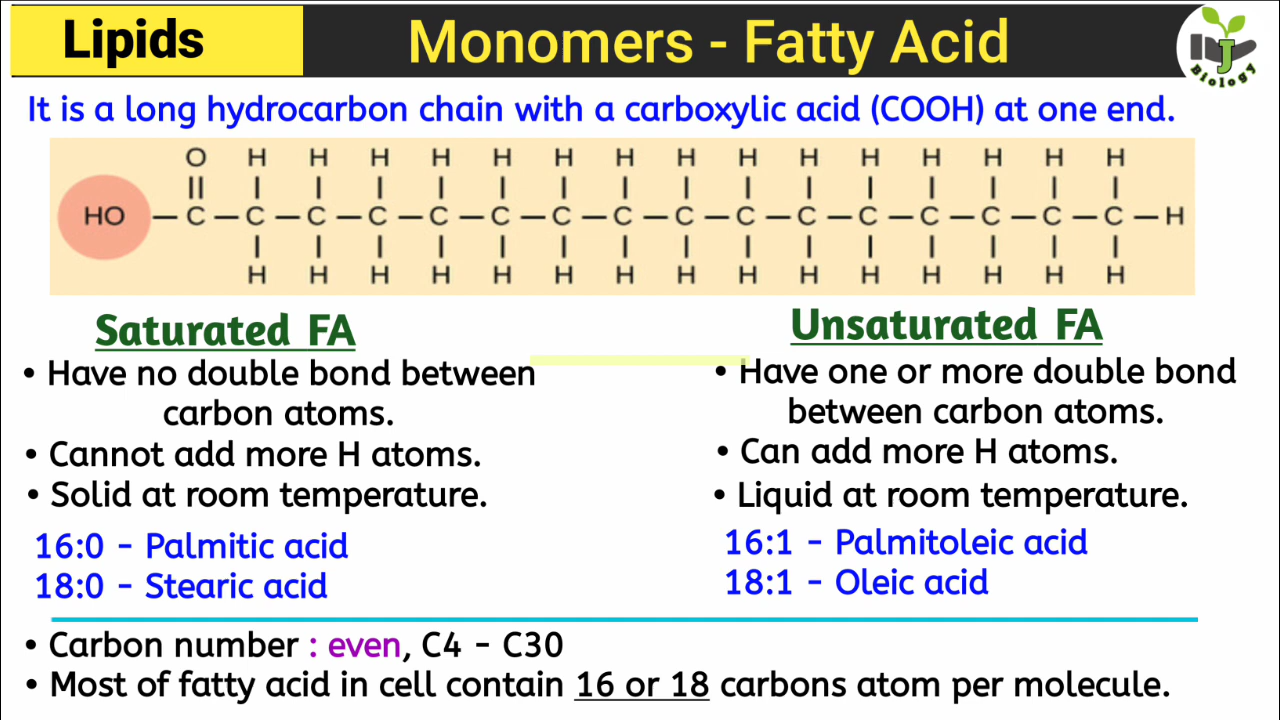 Lipids
Monomers - Fatty Acid
IJ
Biology
It is a long hydrocarbon chain with a carboxylic acid (COOH) at one end.
O H H H H H H H H H H H H H H H
HO – C – C – C – C – C – C – C – C – C – C – C – C – C – C – C – C – H
H H H H H H H H H H H H H H H
Saturated FA
• Have no double bond between
carbon atoms.
• Cannot add more H atoms.
• Solid at room temperature.
16:0 - Palmitic acid
18:0 - Stearic acid
Unsaturated FA
• Have one or more double bond
between carbon atoms.
• Can add more H atoms.
• Liquid at room temperature.
16:1 - Palmitoleic acid
18:1 - Oleic acid
• Carbon number : even, C4 - C30
• Most of fatty acid in cell contain 16 or 18 carbons atom per molecule.